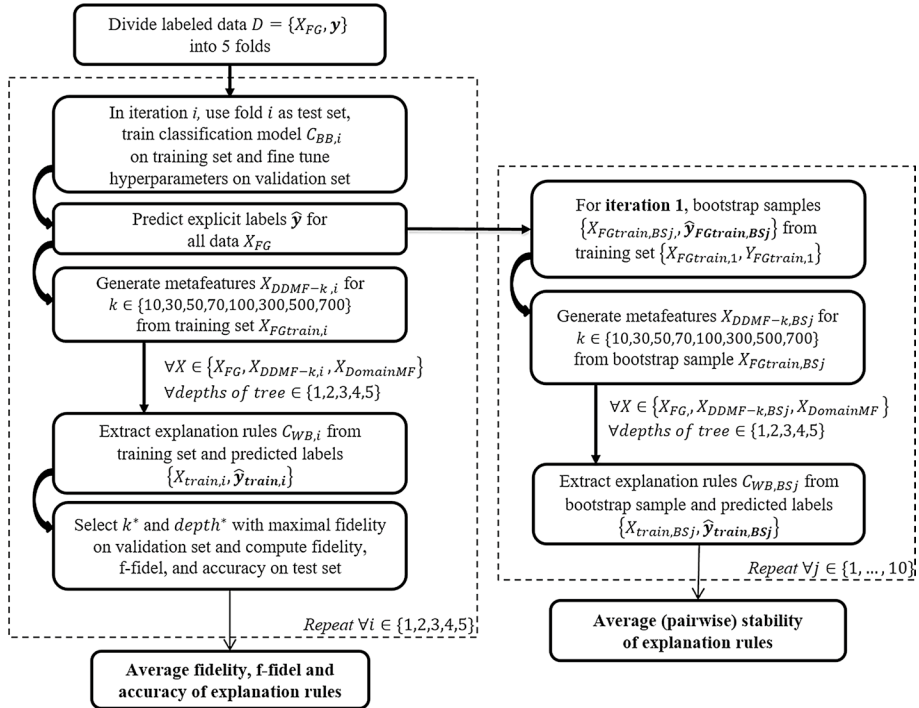 Divide labeled data D = {X_FG, y}
into 5 folds
In iteration i, use fold i as test set,
train classification model C_BB,i
on training set and fine tune
hyperparameters on validation set
Predict explicit labels ŷ for
all data X_FG
Generate metafeatures X_DDMF−k,i for
k ∈ {10,30,50,70,100,300,500,700}
from training set X_FGtrain,i
∀X ∈ {X_FG, X_DDMF−k,i, X_DomainMF}
∀depths of tree ∈ {1,2,3,4,5}
Extract explanation rules C_WB,i from
training set and predicted labels
{X_train,i, ŷ_train,i}
Select k* and depth* with maximal fidelity
on validation set and compute fidelity,
f-fidel, and accuracy on test set
Repeat ∀i ∈ {1,2,3,4,5}
Average fidelity, f-fidel and
accuracy of explanation rules
For iteration 1, bootstrap samples
{X_FGtrain,BSj, ŷ_FGtrain,BSj} from
training set {X_FGtrain,1, Y_FGtrain,1}
Generate metafeatures X_DDMF−k,BSj for
k ∈ {10,30,50,70,100,300,500,700}
from bootstrap sample X_FGtrain,BSj
∀X ∈ {X_FG, X_DDMF−k,BSj, X_DomainMF}
∀depths of tree ∈ {1,2,3,4,5}
Extract explanation rules C_WB,BSj from
bootstrap sample and predicted labels
{X_train,BSj, ŷ_train,BSj}
Repeat ∀j ∈ {1, … , 10}
Average (pairwise) stability
of explanation rules